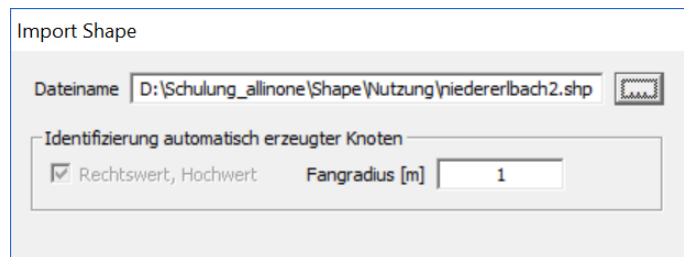 Import Shape
Dateiname D:\Schulung_allinone\Shape\Nutzung\niedererlbach2.shp ...
Identifizierung automatisch erzeugter Knoten
Rechtswert, Hochwert Fangradius [m] 1